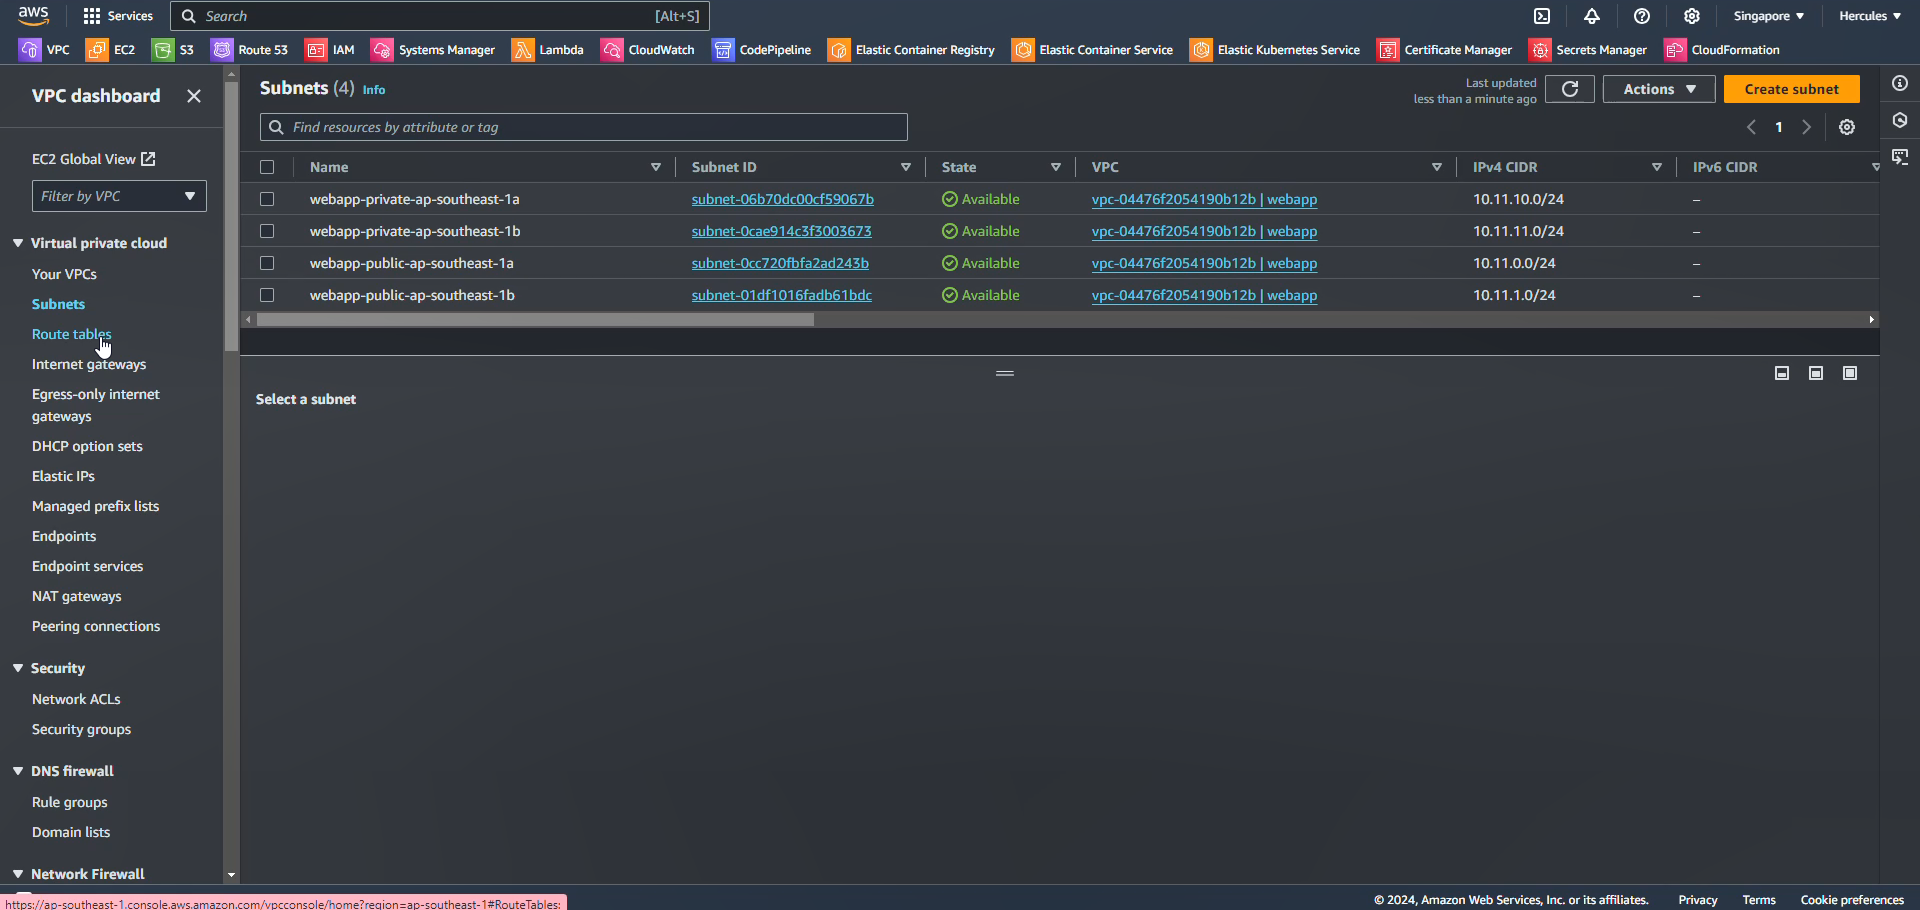 aws
Services
Search
[Alt+S]
Singapore
Hercules
VPC EC2 S3 Route 53 IAM Systems Manager Lambda CloudWatch CodePipeline Elastic Container Registry Elastic Container Service Elastic Kubernetes Service Certificate Manager Secrets Manager CloudFormation
VPC dashboard
EC2 Global View
Filter by VPC
Virtual private cloud
Your VPCs
Subnets
Route tables
Internet gateways
Egress-only internet
gateways
DHCP option sets
Elastic IPs
Managed prefix lists
Endpoints
Endpoint services
NAT gateways
Peering connections
Security
Network ACLs
Security groups
DNS firewall
Rule groups
Domain lists
Network Firewall
Subnets (4) Info
Last updated
less than a minute ago
Actions
Create subnet
Find resources by attribute or tag
1
Name Subnet ID State VPC IPv4 CIDR IPv6 CIDR
webapp-private-ap-southeast-1a subnet-06b70dc00cf59067b Available vpc-04476f2054190b12b | webapp 10.11.10.0/24 –
webapp-private-ap-southeast-1b subnet-0cae914c3f3003673 Available vpc-04476f2054190b12b | webapp 10.11.11.0/24 –
webapp-public-ap-southeast-1a subnet-0cc720fbfa2ad243b Available vpc-04476f2054190b12b | webapp 10.11.0.0/24 –
webapp-public-ap-southeast-1b subnet-01df1016fadb61bdc Available vpc-04476f2054190b12b | webapp 10.11.1.0/24 –
Select a subnet
https://ap-southeast-1.console.aws.amazon.com/vpcconsole/home?region=ap-southeast-1#RouteTables:
© 2024, Amazon Web Services, Inc. or its affiliates. Privacy Terms Cookie preferences